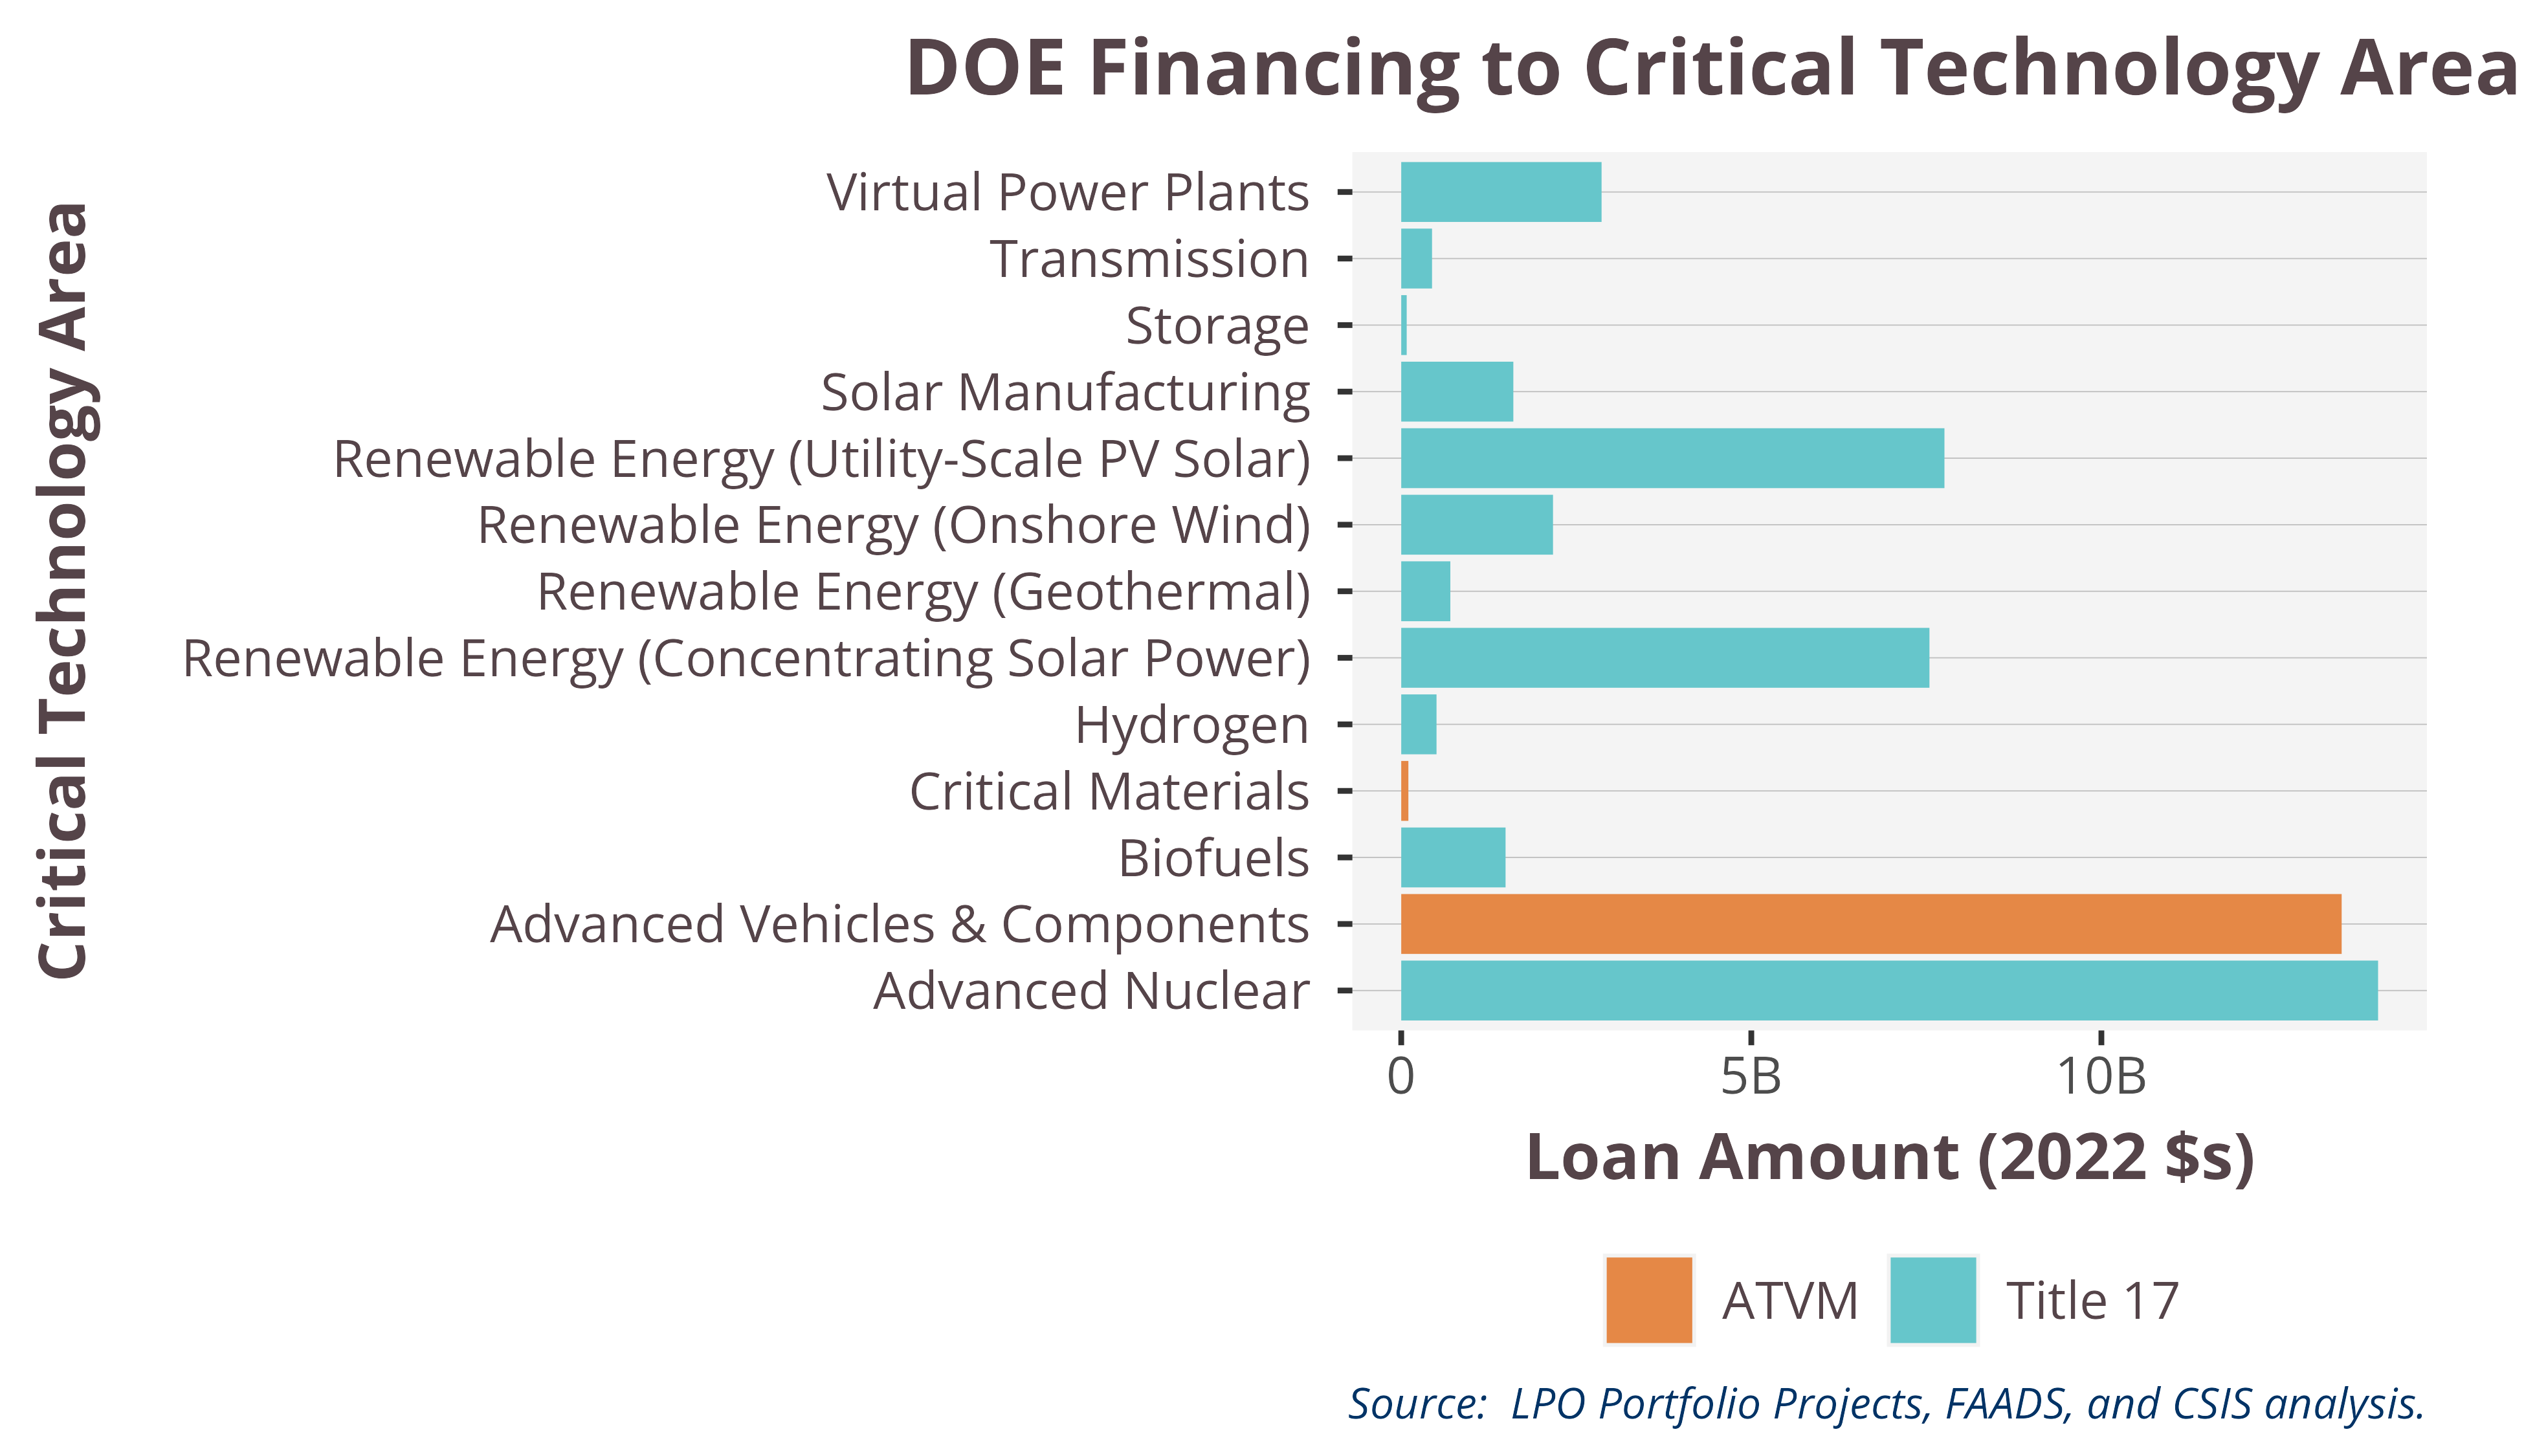 DOE Financing to Critical Technology Area
Critical Technology Area
Virtual Power Plants
Transmission
Storage
Solar Manufacturing
Renewable Energy (Utility-Scale PV Solar)
Renewable Energy (Onshore Wind)
Renewable Energy (Geothermal)
Renewable Energy (Concentrating Solar Power)
Hydrogen
Critical Materials
Biofuels
Advanced Vehicles & Components
Advanced Nuclear
0 5B 10B
Loan Amount (2022 $s)
ATVM Title 17
Source: LPO Portfolio Projects, FAADS, and CSIS analysis.